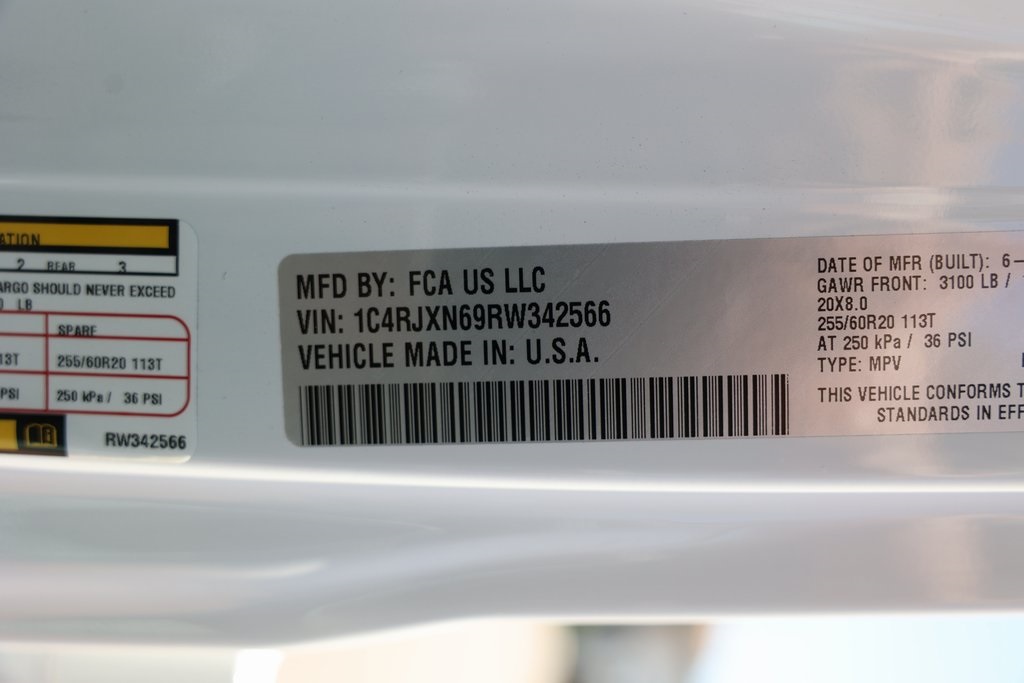 ATION
2 REAR 3
ARGO SHOULD NEVER EXCEED
LB
SPARE
13T 255/60R20 113T
PSI 250 kPa / 36 PSI
RW342566
MFD BY: FCA US LLC
VIN: 1C4RJXN69RW342566
VEHICLE MADE IN: U.S.A.
DATE OF MFR (BUILT): 6-
GAWR FRONT: 3100 LB /
20X8.0
255/60R20 113T
AT 250 kPa / 36 PSI
TYPE: MPV
THIS VEHICLE CONFORMS T
STANDARDS IN EFF